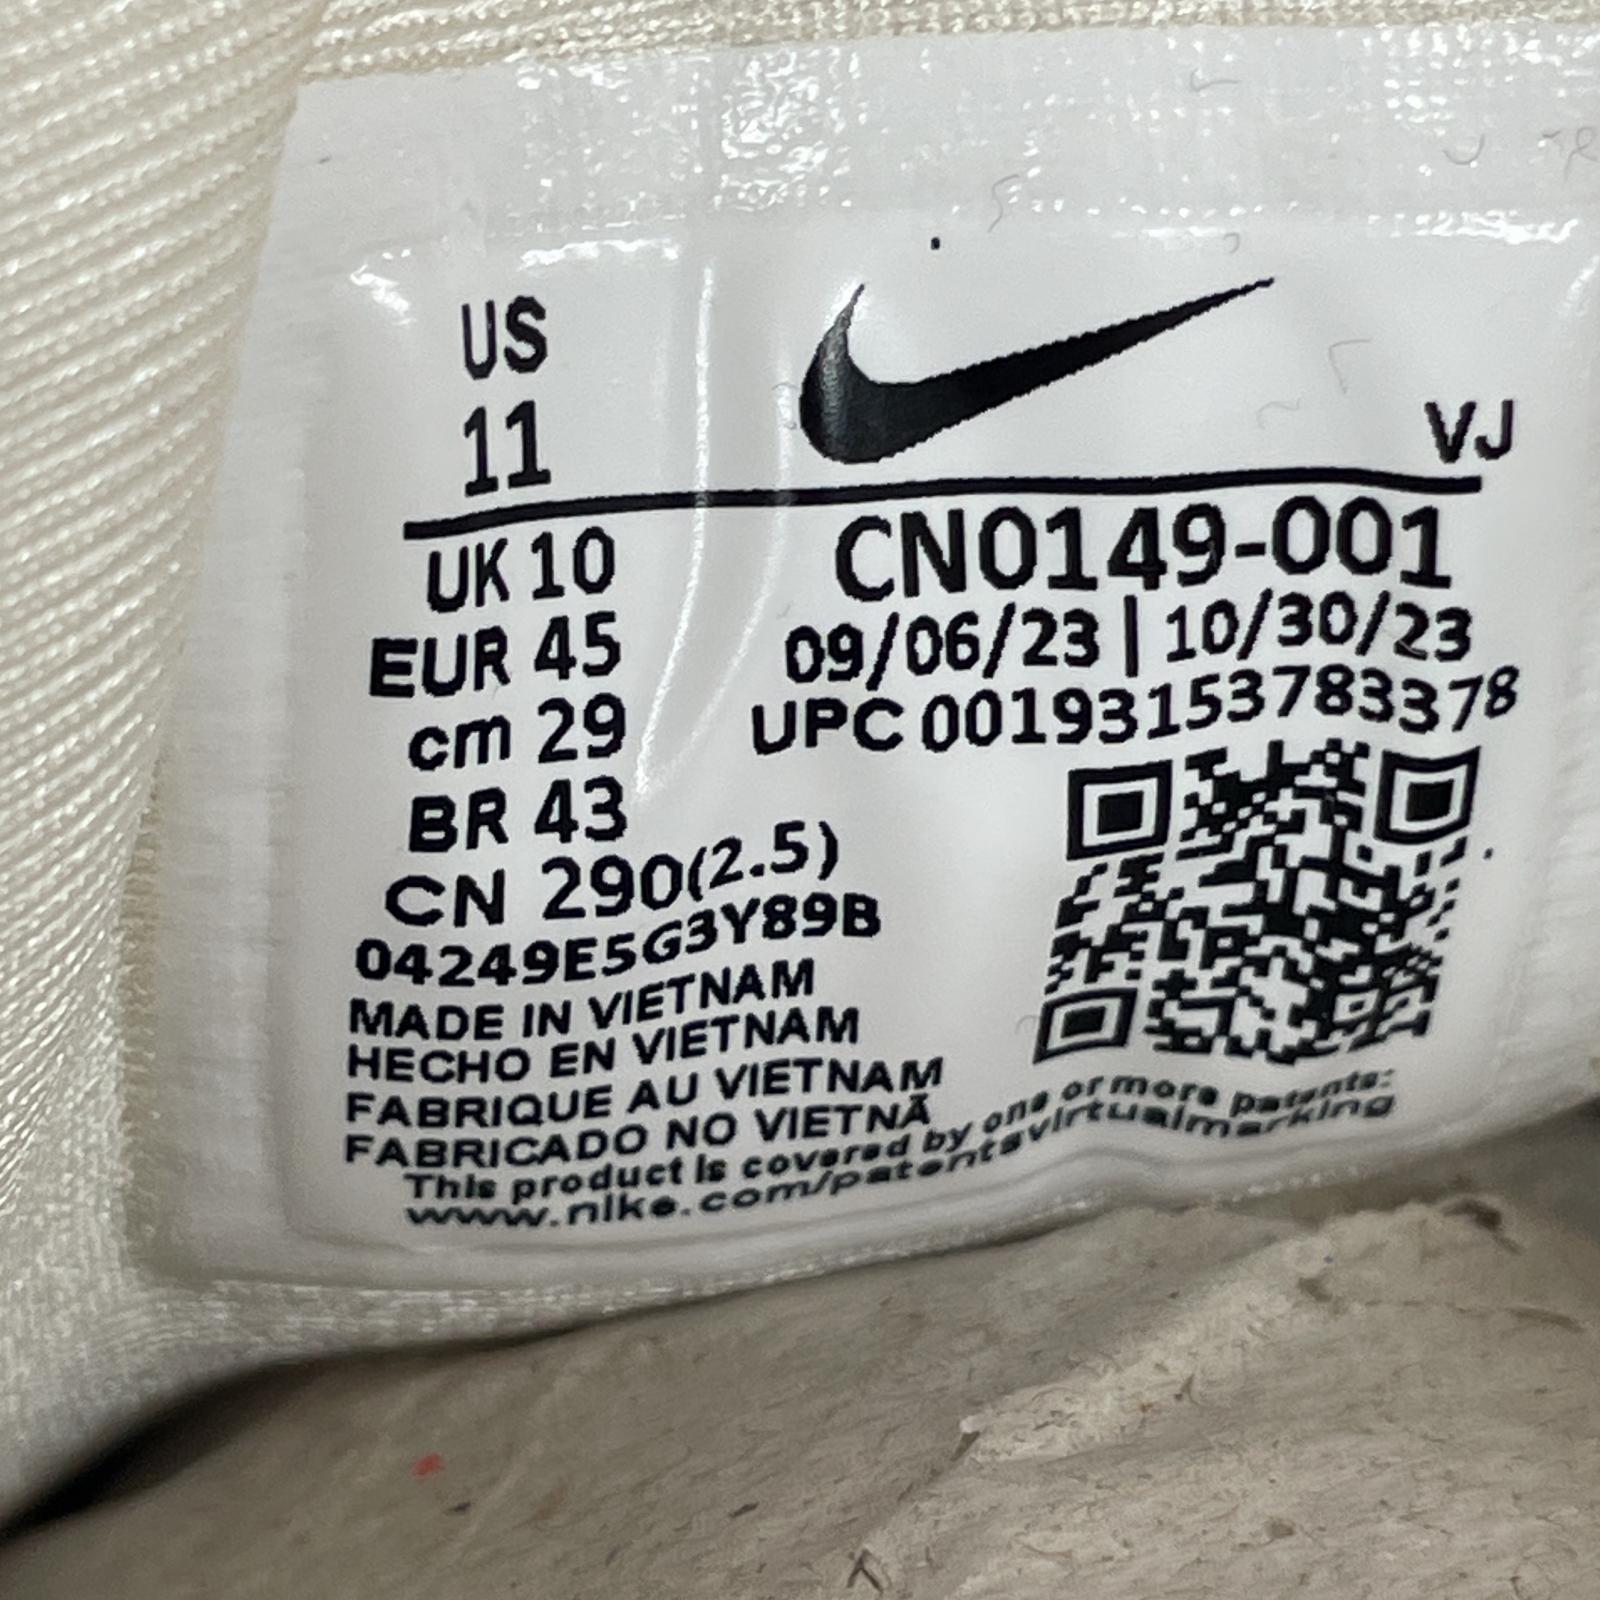 US
11
VJ
UK 10
CN0149-001
EUR 45
09/06/23 | 10/30/23
cm 29
UPC 00193153783378
BR 43
CN 290(2.5)
04249E5G3Y89B
MADE IN VIETNAM
HECHO EN VIETNAM
FABRIQUE AU VIETNAM
FABRICADO NO VIETNÃ
This product is covered by one or more patents:
www.nike.com/patentsvirtualmarking